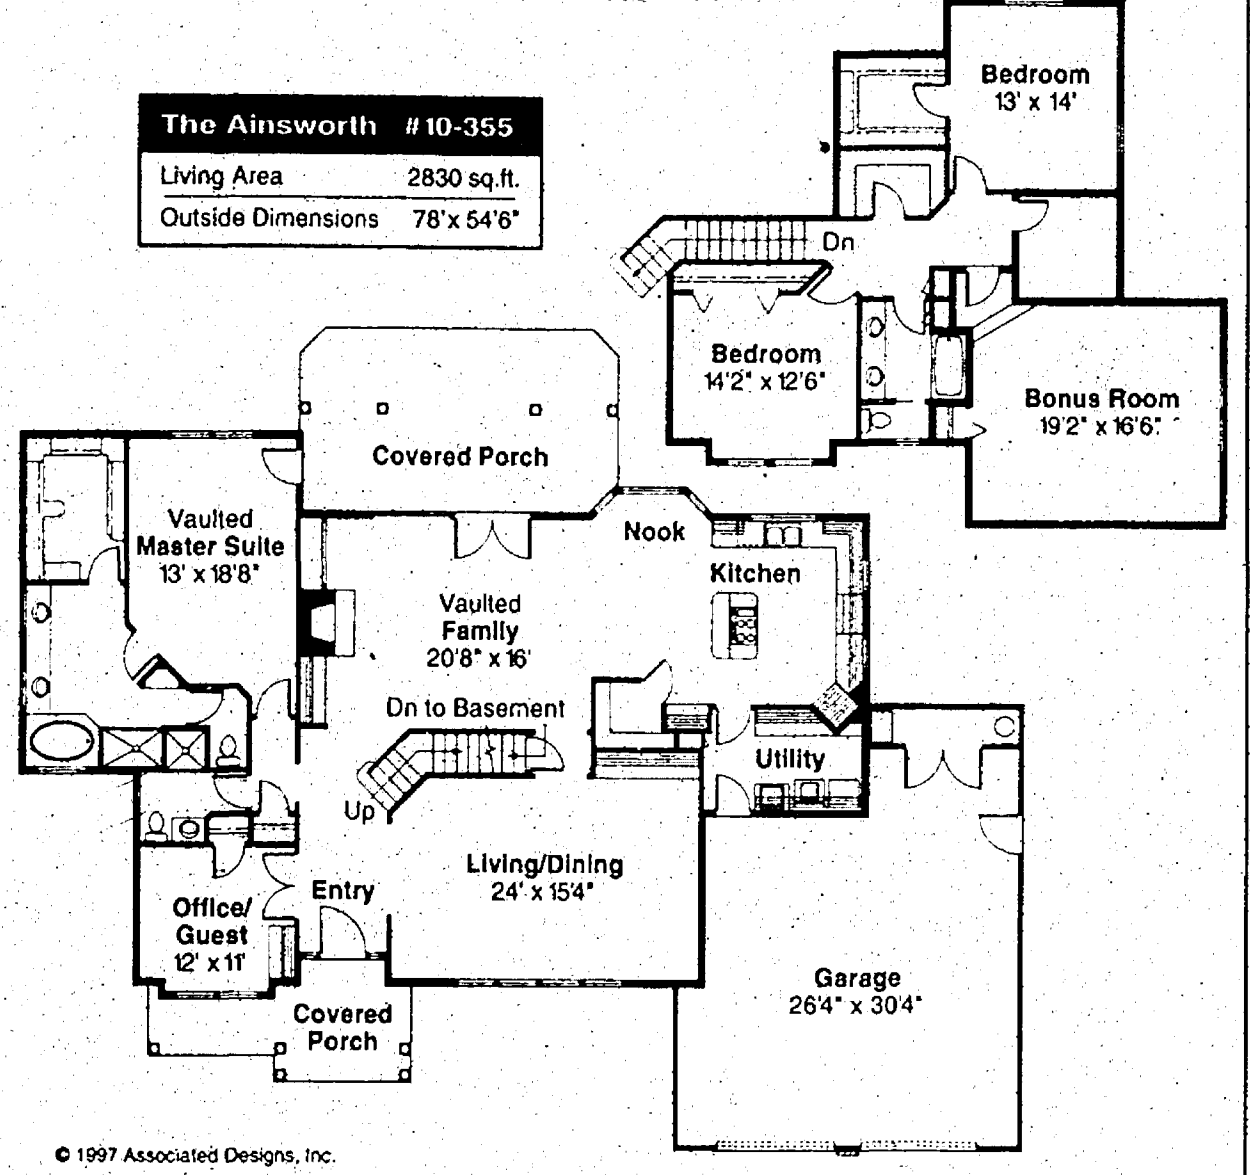 The Ainsworth #10-355
Living Area 2830 sq.ft.
Outside Dimensions 78'x 54'6"
Bedroom
13' x 14'
Dn
Bedroom
14'2" x 12'6"
Bonus Room
19'2" x 16'6"
Covered Porch
Vaulted
Master Suite
13' x 18'8"
Nook
Kitchen
Vaulted
Family
20'8" x 16'
Dn to Basement
Up
Utility
Living/Dining
24' x 15'4"
Entry
Office/
Guest
12' x 11'
Covered
Porch
Garage
26'4" x 30'4"
© 1997 Associated Designs, Inc.